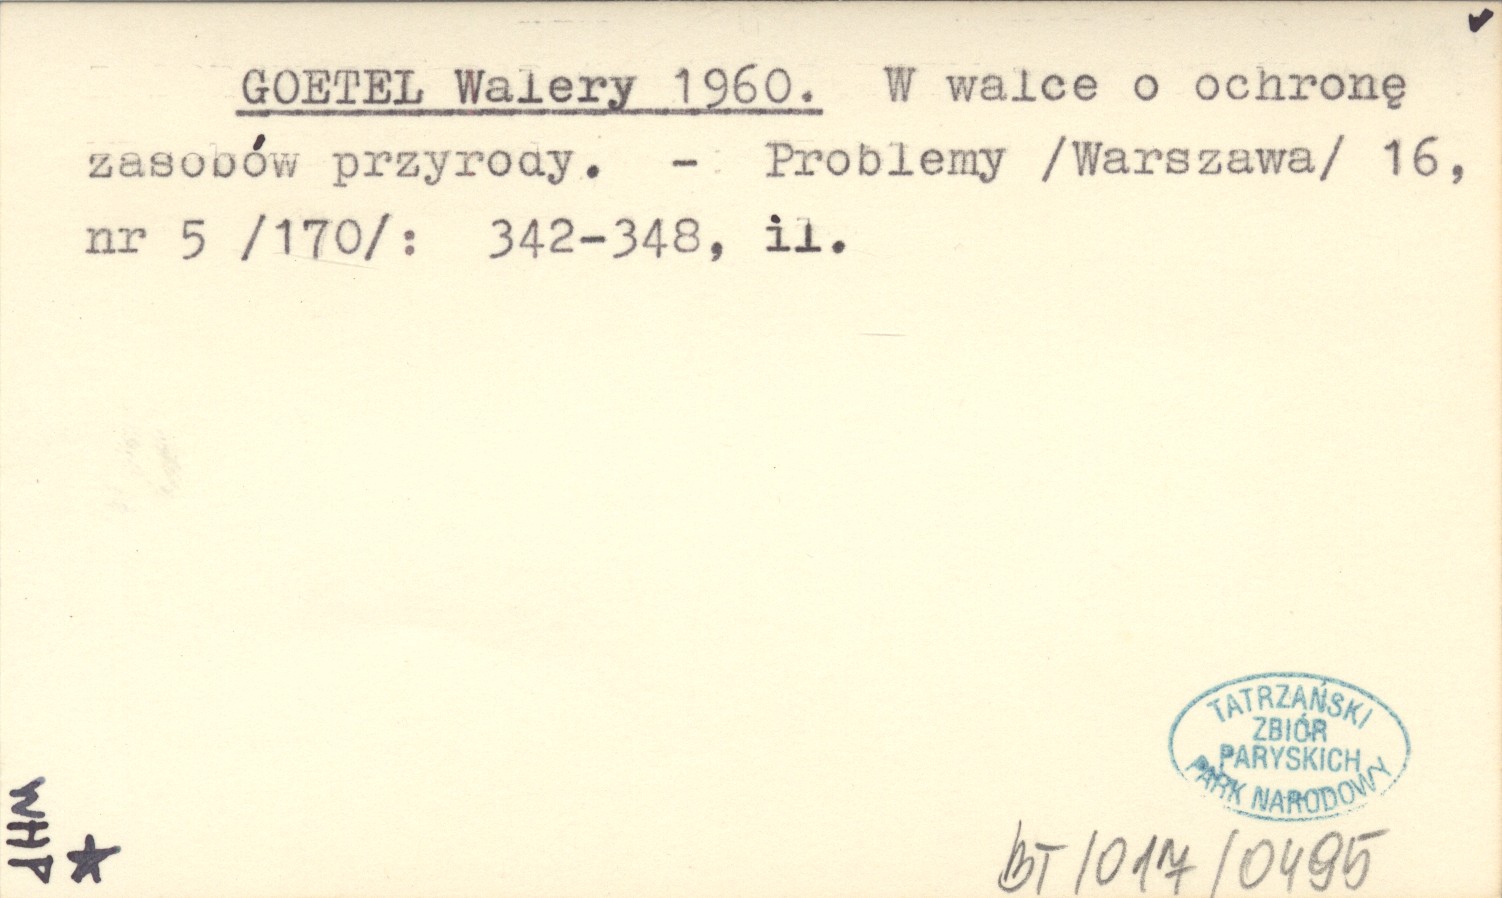 GOETEL Walery 1960. W walce o ochronę
zasobów przyrody. - Problemy /Warszawa/ 16,
nr 5 /170/: 342-348, il.
TATRZAŃSKI
ZBIÓR
PARYSKICH
PARK NARODOWY
WHP
BT/017/0495